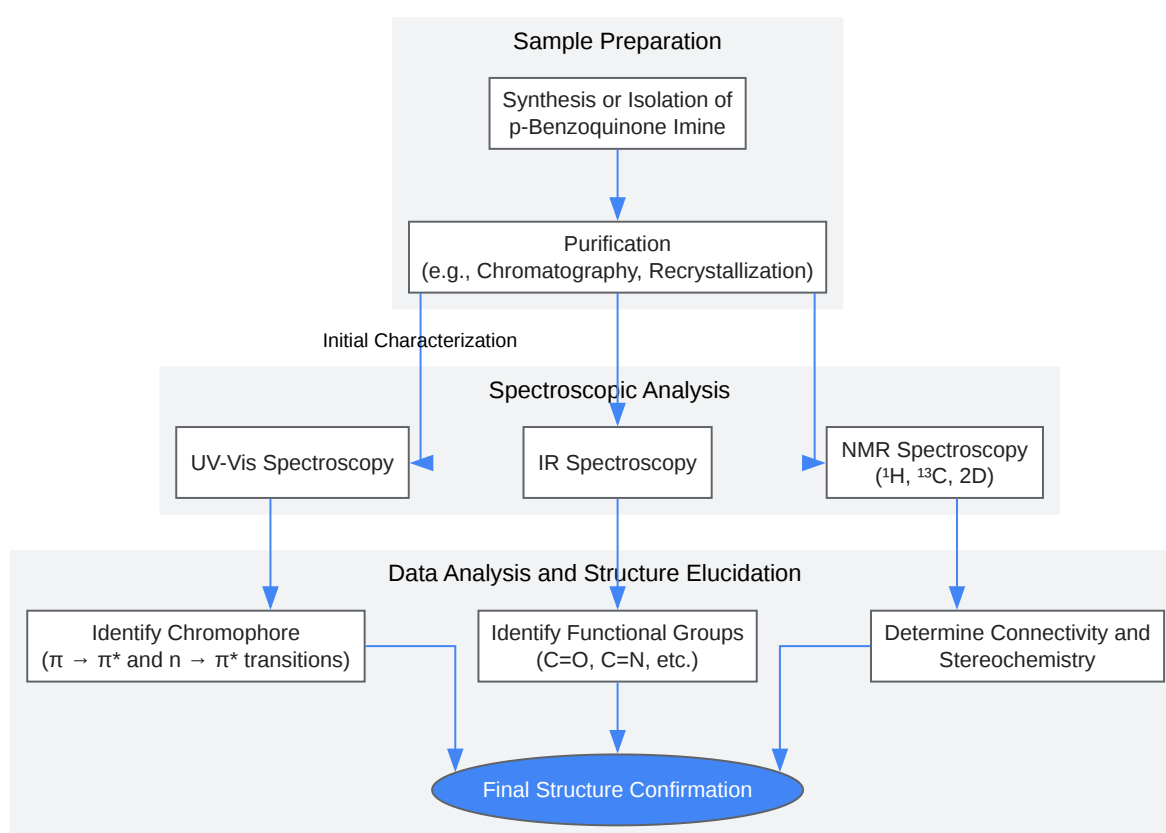 Sample Preparation
Synthesis or Isolation of
p-Benzoquinone Imine
Purification
(e.g., Chromatography, Recrystallization)
Initial Characterization
Spectroscopic Analysis
UV-Vis Spectroscopy
IR Spectroscopy
NMR Spectroscopy
(¹H, ¹³C, 2D)
Data Analysis and Structure Elucidation
Identify Chromophore
(π → π* and n → π* transitions)
Identify Functional Groups
(C=O, C=N, etc.)
Determine Connectivity and
Stereochemistry
Final Structure Confirmation